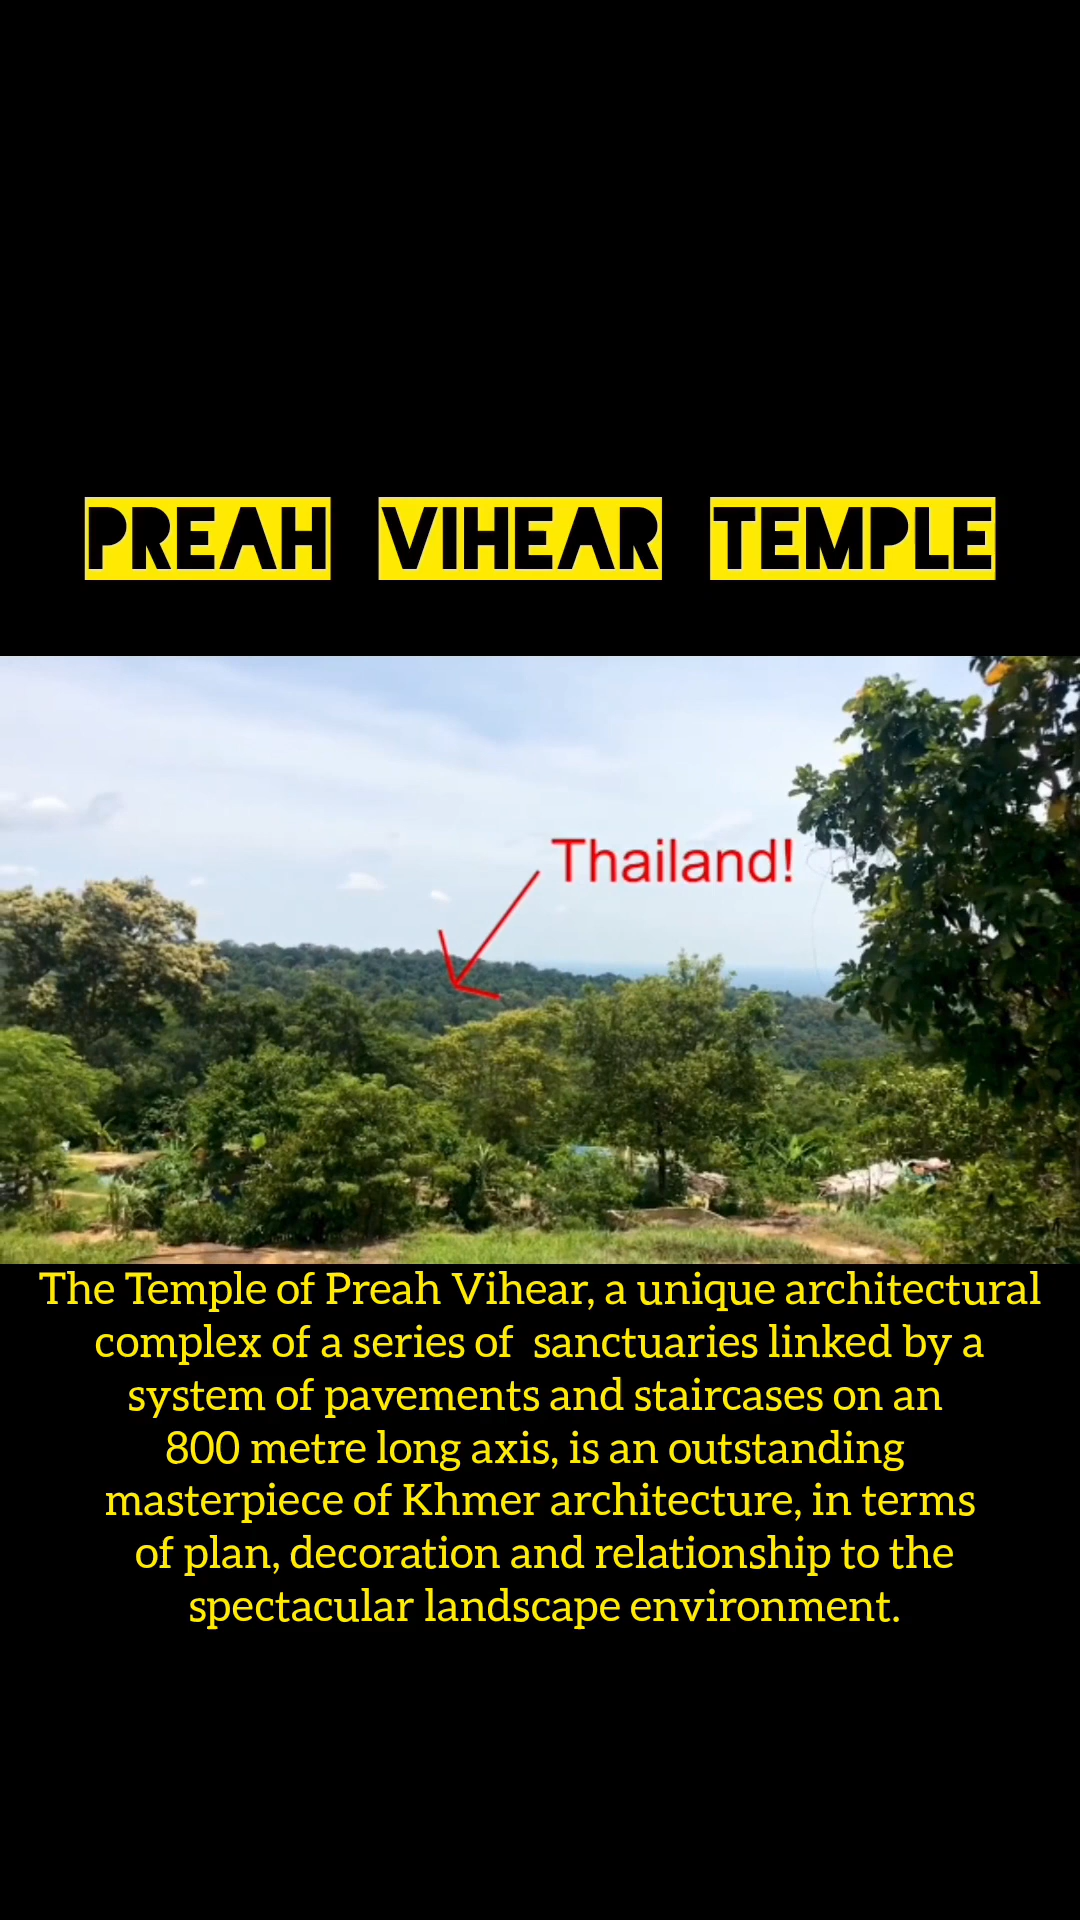 PREAH VIHEAR TEMPLE
Thailand!
The Temple of Preah Vihear, a unique architectural
complex of a series of sanctuaries linked by a
system of pavements and staircases on an
800 metre long axis, is an outstanding
masterpiece of Khmer architecture, in terms
of plan, decoration and relationship to the
spectacular landscape environment.